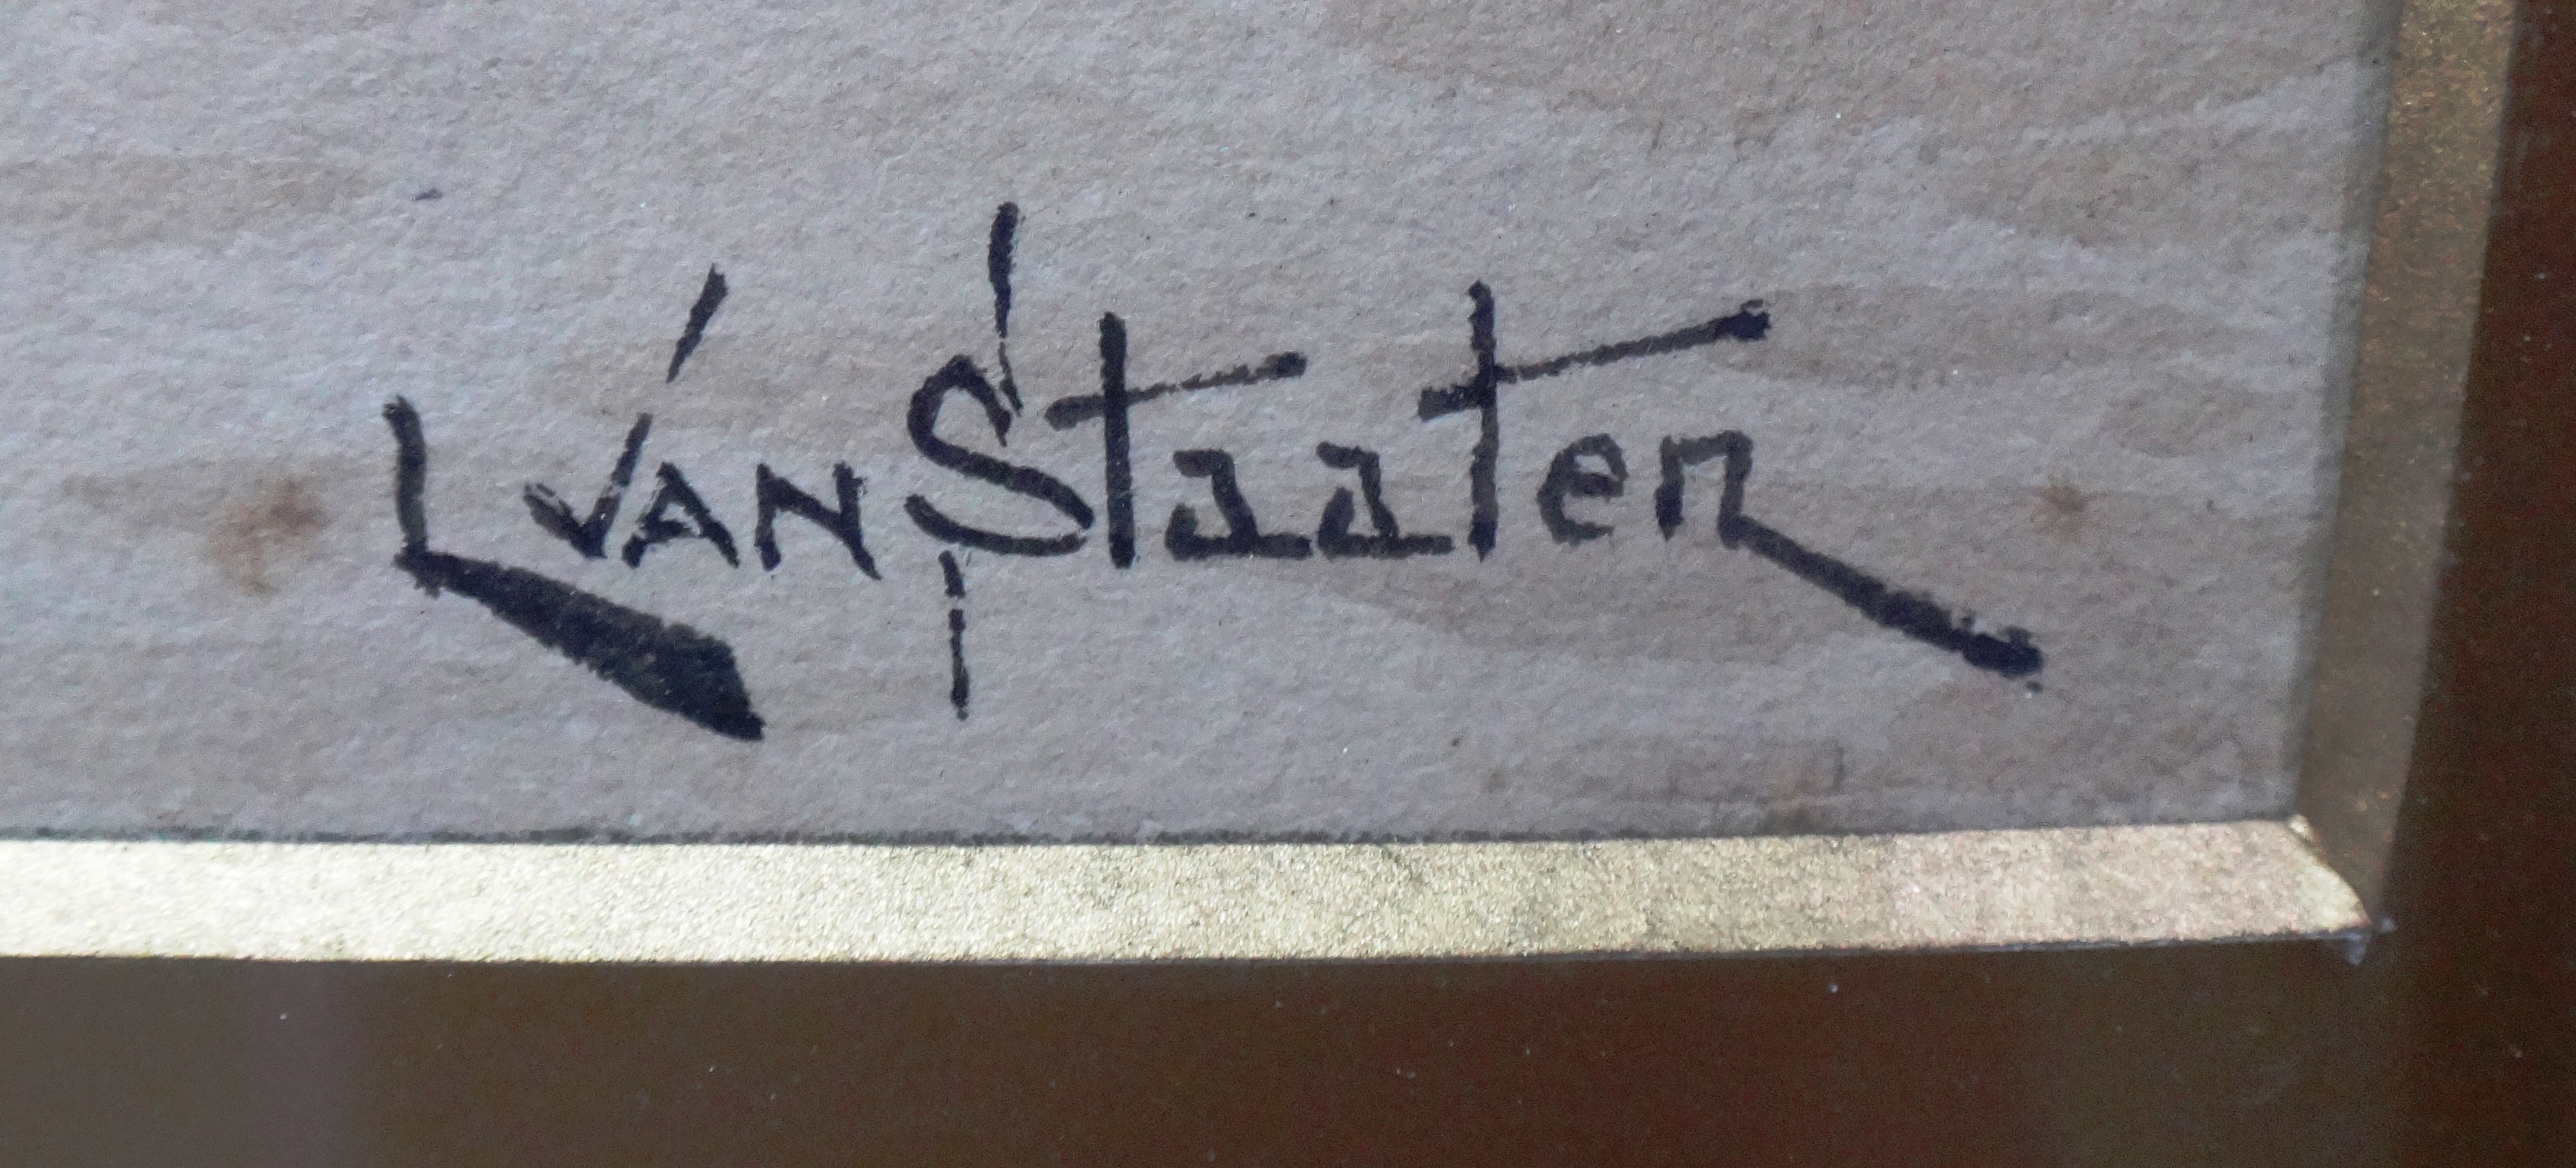 L Van Staaten